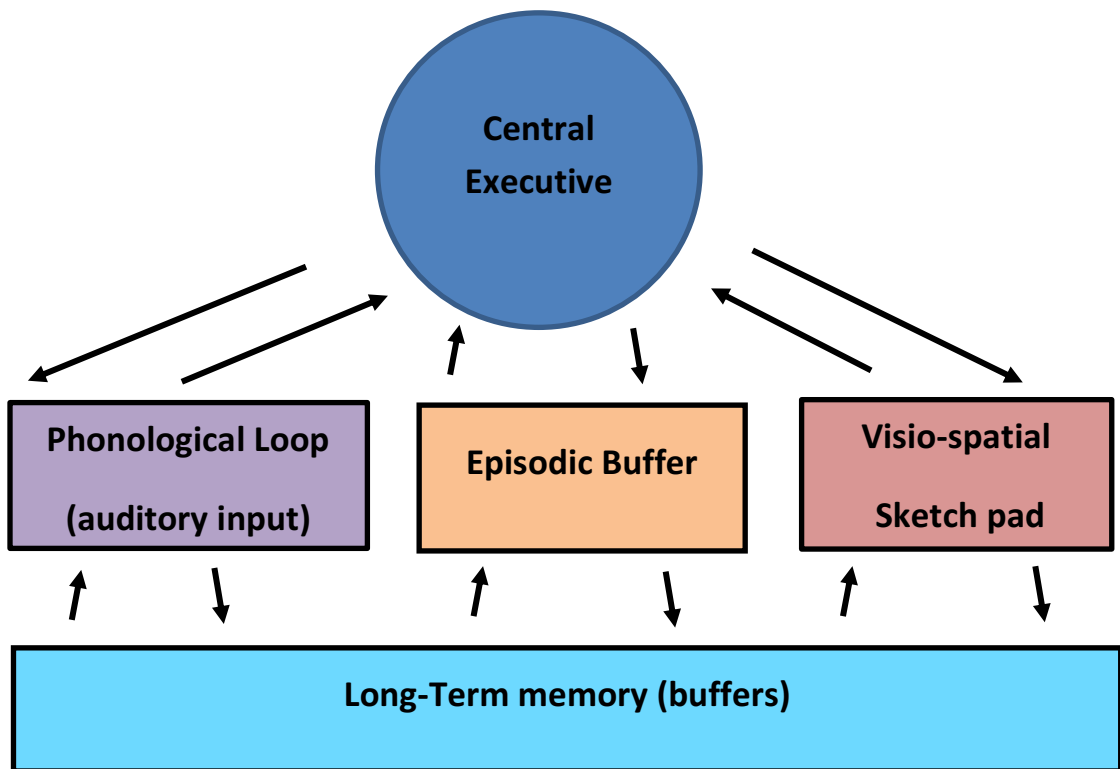 Central
Executive
Phonological Loop
(auditory input)
Episodic Buffer
Visio-spatial
Sketch pad
Long-Term memory (buffers)